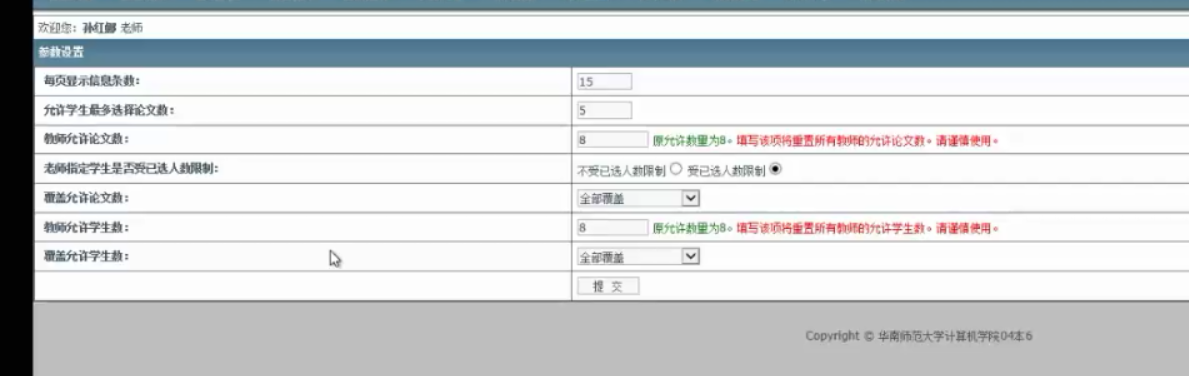 欢迎您：孙红娜 老师
参数设置
每页显示信息条数： 15
允许学生最多选择论文数： 5
教师允许论文数： 8 原允许数量为8。填写该项将重置所有教师的允许论文数。请谨慎使用。
老师指定学生是否受已选人数限制： 不受已选人数限制 受已选人数限制
覆盖允许论文数： 全部覆盖
教师允许学生数： 8 原允许数量为8。填写该项将重置所有教师的允许学生数。请谨慎使用。
覆盖允许学生数： 全部覆盖
提 交
Copyright © 华南师范大学计算机学院04本6